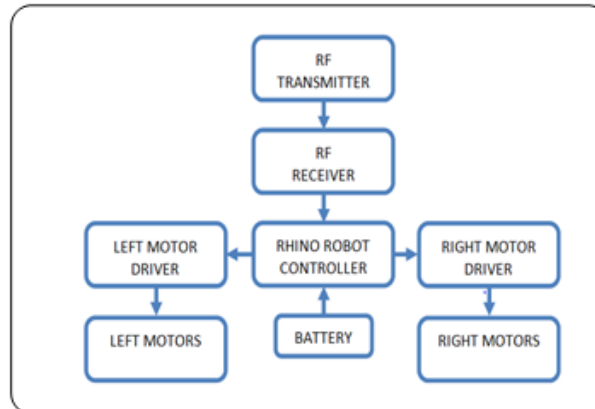 RF
TRANSMITTER
RF
RECEIVER
LEFT MOTOR
DRIVER
RHINO ROBOT
CONTROLLER
RIGHT MOTOR
DRIVER
LEFT MOTORS
BATTERY
RIGHT MOTORS